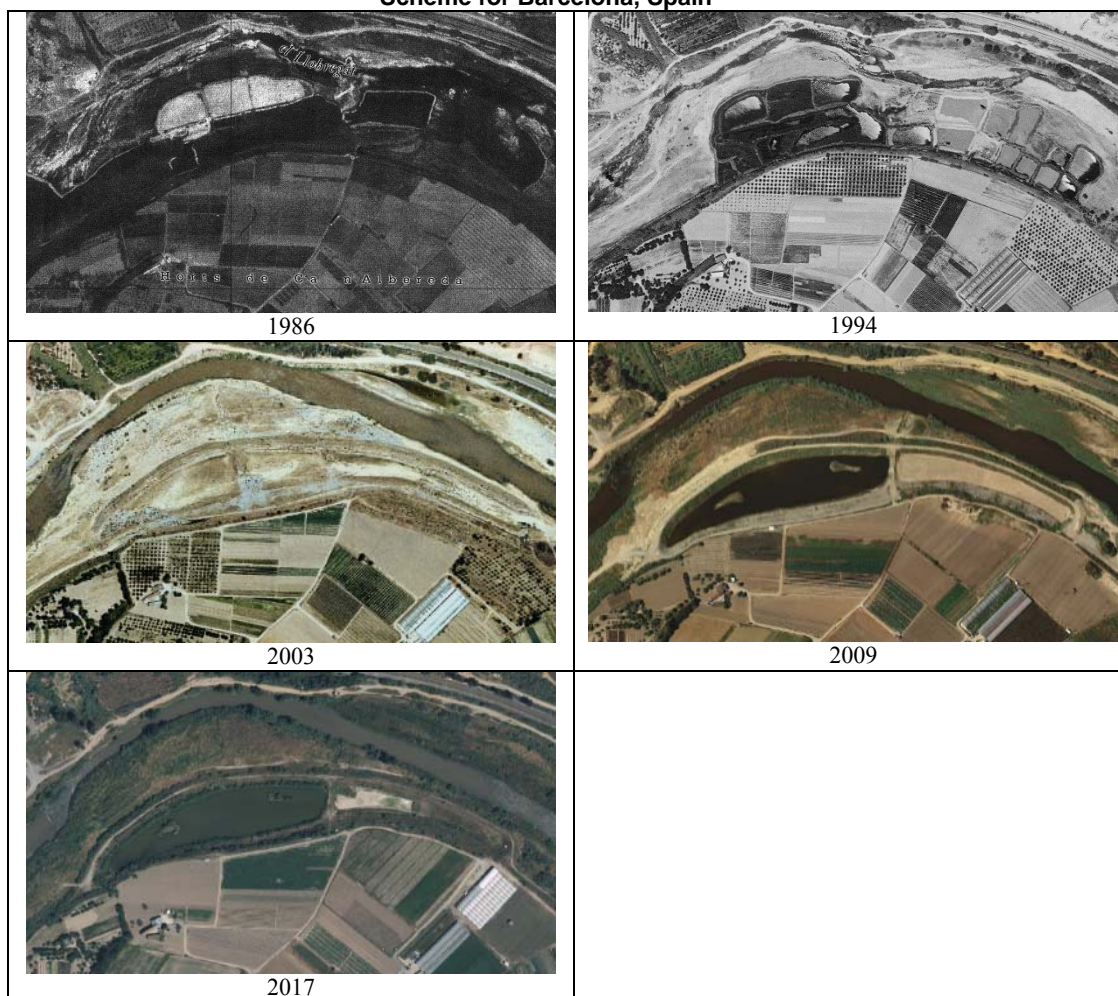 Scheme for Barcelona, Spain
el Llobregat
Horts de Ca n'Albereda
1986
1994
2003
2009
2017